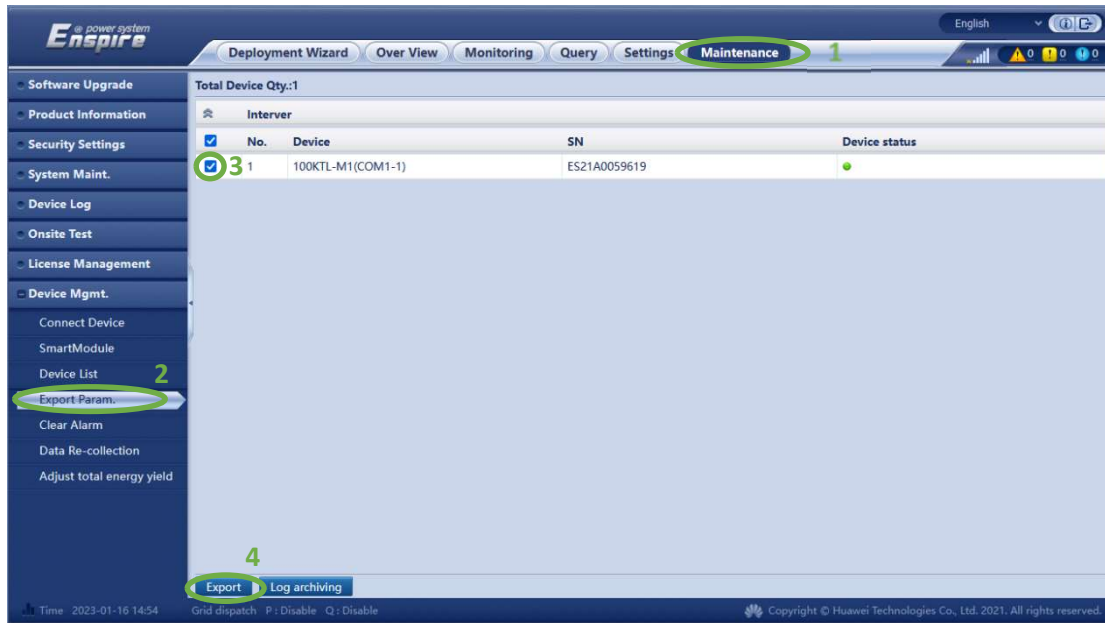 power system
Enspire
English
Deployment Wizard Over View Monitoring Query Settings Maintenance 1
0 0 0
Software Upgrade
Product Information
Security Settings
System Maint.
Device Log
Onsite Test
License Management
Device Mgmt.
Connect Device
SmartModule
Device List
2
Export Param.
Clear Alarm
Data Re-collection
Adjust total energy yield
Total Device Qty.:1
Interver
No. Device SN Device status
3 1 100KTL-M1(COM1-1) ES21A0059619
4
Export Log archiving
Time 2023-01-16 14:54 Grid dispatch P : Disable Q : Disable Copyright © Huawei Technologies Co., Ltd. 2021. All rights reserved.